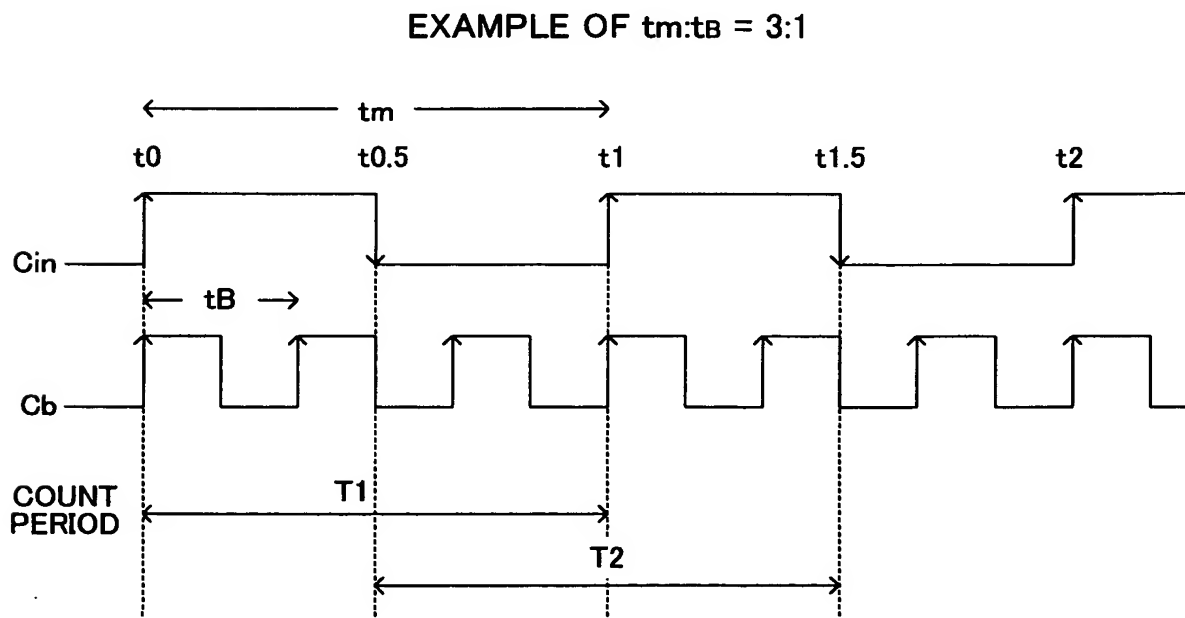 EXAMPLE OF tm:tB = 3:1
tm
t0 t0.5 t1 t1.5 t2
Cin
tB
Cb
COUNT
PERIOD
T1
T2